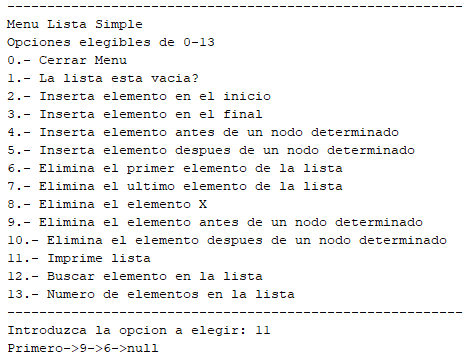 ---------------------------------------------------------
Menu Lista Simple
Opciones elegibles de 0-13
0.- Cerrar Menu
1.- La lista esta vacia?
2.- Inserta elemento en el inicio
3.- Inserta elemento en el final
4.- Inserta elemento antes de un nodo determinado
5.- Inserta elemento despues de un nodo determinado
6.- Elimina el primer elemento de la lista
7.- Elimina el ultimo elemento de la lista
8.- Elimina el elemento X
9.- Elimina el elemento antes de un nodo determinado
10.- Elimina el elemento despues de un nodo determinado
11.- Imprime lista
12.- Buscar elemento en la lista
13.- Numero de elementos en la lista
---------------------------------------------------------
Introduzca la opcion a elegir: 11
Primero->9->6->null